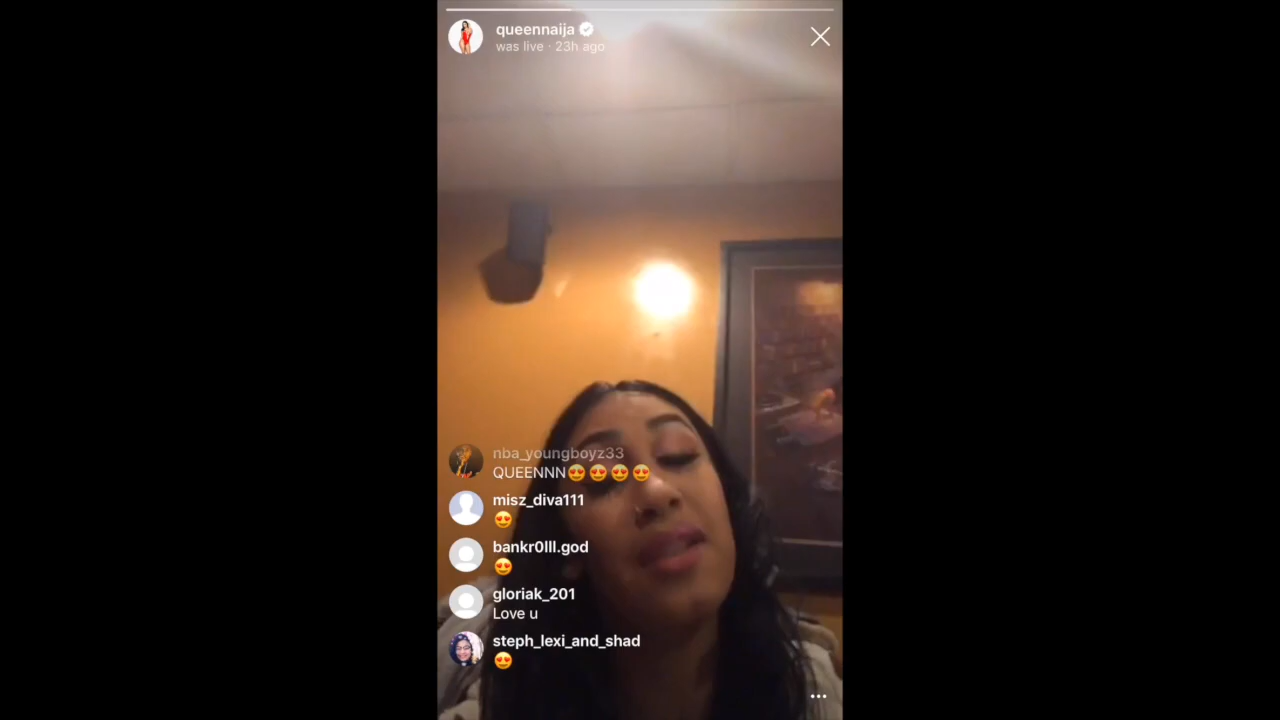 queennaija
was live · 23h ago
nba_youngboyz33
QUEENNN😍😍😍😍
misz_diva111
😍
bankr0lll.god
😍
gloriak_201
Love u
steph_lexi_and_shad
😍